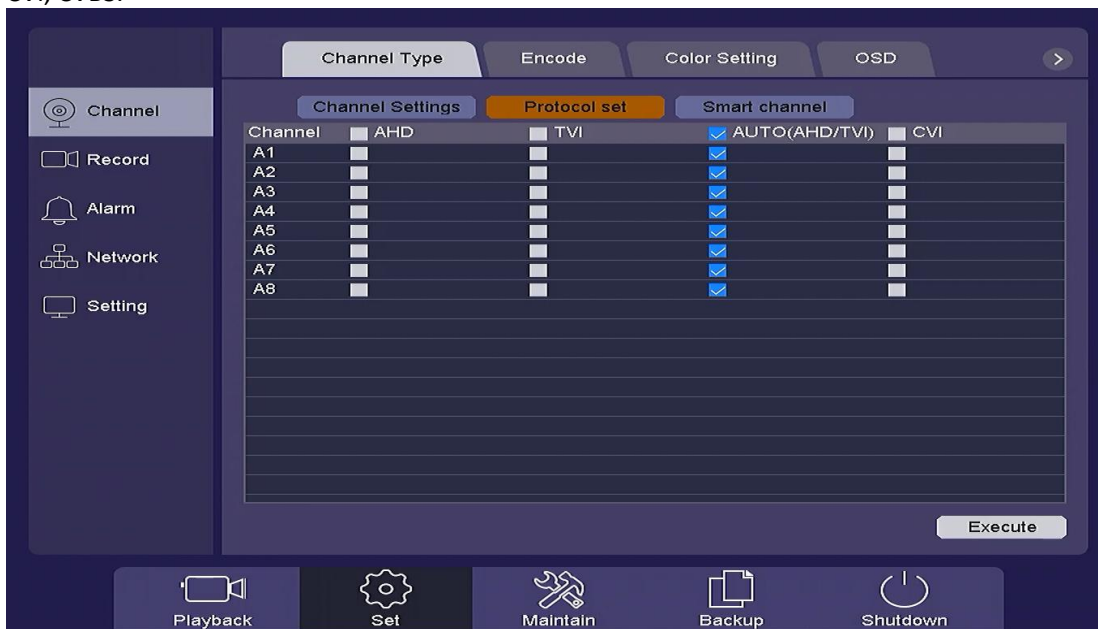 Channel Type Encode Color Setting OSD >
Channel
Record
Alarm
Network
Setting
Channel Settings Protocol set Smart channel
Channel AHD TVI AUTO(AHD/TVI) CVI
A1
A2
A3
A4
A5
A6
A7
A8
Execute
Playback Set Maintain Backup Shutdown